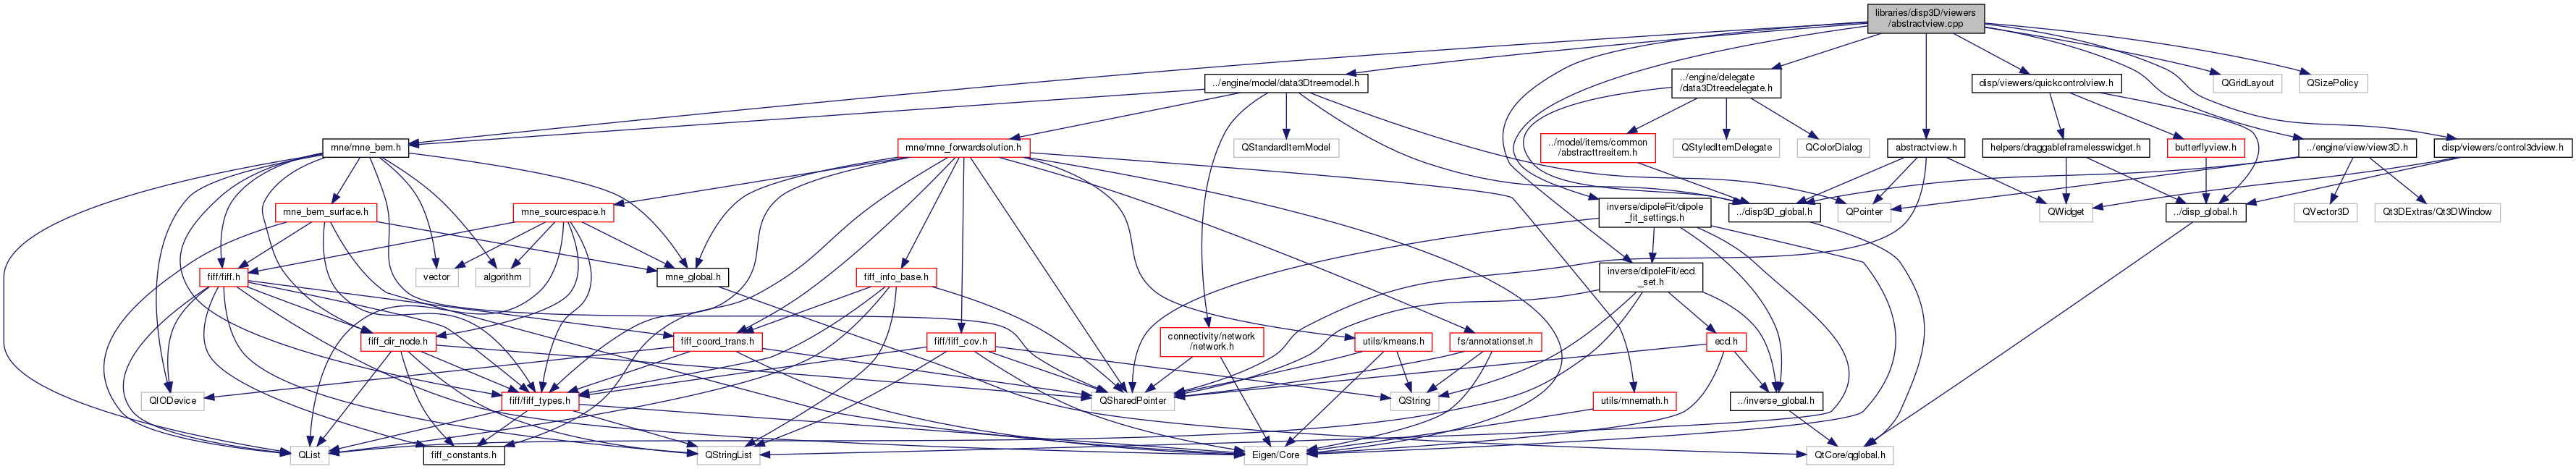 libraries/disp3D/viewers
/abstractview.cpp
../engine/model/data3Dtreemodel.h
../engine/delegate
/data3Dtreedelegate.h
disp/viewers/quickcontrolview.h
QGridLayout
QSizePolicy
mne/mne_bem.h
mne/mne_forwardsolution.h
QStandardItemModel
../model/items/common
/abstracttreeitem.h
QStyledItemDelegate
QColorDialog
abstractview.h
helpers/draggableframelesswidget.h
butterflyview.h
../engine/view/view3D.h
disp/viewers/control3dview.h
mne_bem_surface.h
mne_sourcespace.h
inverse/dipoleFit/dipole
_fit_settings.h
../disp3D_global.h
QPointer
QWidget
../disp_global.h
QVector3D
Qt3DExtras/Qt3DWindow
fiff/fiff.h
vector
algorithm
mne_global.h
fiff_info_base.h
inverse/dipoleFit/ecd
_set.h
fiff_dir_node.h
fiff_coord_trans.h
fiff/fiff_cov.h
connectivity/network
/network.h
utils/kmeans.h
fs/annotationset.h
ecd.h
QIODevice
fiff/fiff_types.h
QSharedPointer
QString
utils/mnemath.h
../inverse_global.h
QList
fiff_constants.h
QStringList
Eigen/Core
QtCore/qglobal.h